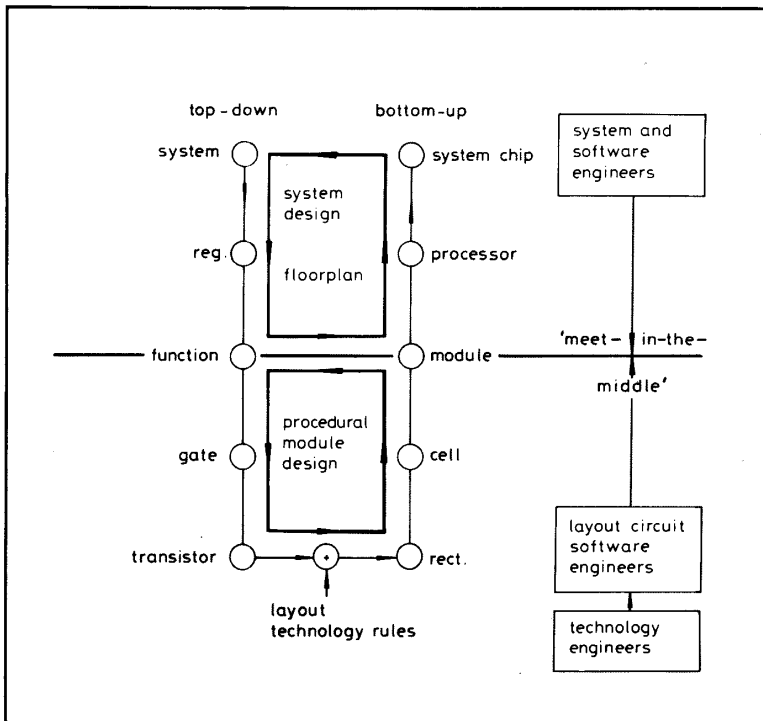 top-down
bottom-up
system
system chip
system and
software
engineers
system
design
reg.
processor
floorplan
function
module
'meet-
in-the-
middle'
procedural
module
design
gate
cell
layout circuit
software
engineers
transistor
+
rect.
layout
technology rules
technology
engineers